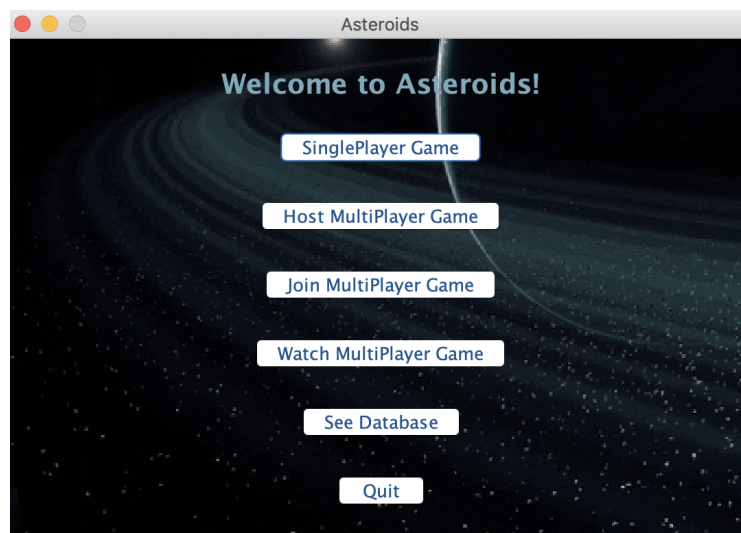 Asteroids
Welcome to Asteroids!
SinglePlayer Game
Host MultiPlayer Game
Join MultiPlayer Game
Watch MultiPlayer Game
See Database
Quit